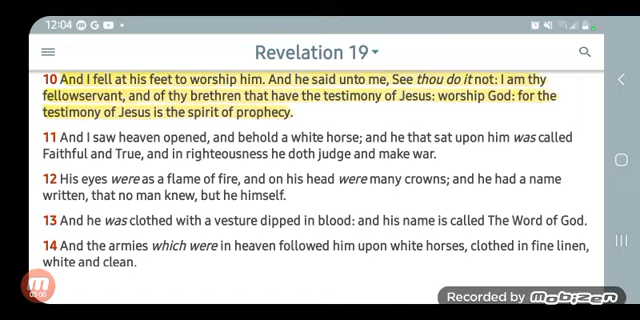 12:04
Revelation 19
10 And I fell at his feet to worship him. And he said unto me, See thou do it not: I am thy
fellowservant, and of thy brethren that have the testimony of Jesus: worship God: for the
testimony of Jesus is the spirit of prophecy.
11 And I saw heaven opened, and behold a white horse; and he that sat upon him was called
Faithful and True, and in righteousness he doth judge and make war.
12 His eyes were as a flame of fire, and on his head were many crowns; and he had a name
written, that no man knew, but he himself.
13 And he was clothed with a vesture dipped in blood: and his name is called The Word of God.
14 And the armies which were in heaven followed him upon white horses, clothed in fine linen,
white and clean.
Recorded by Mobizen